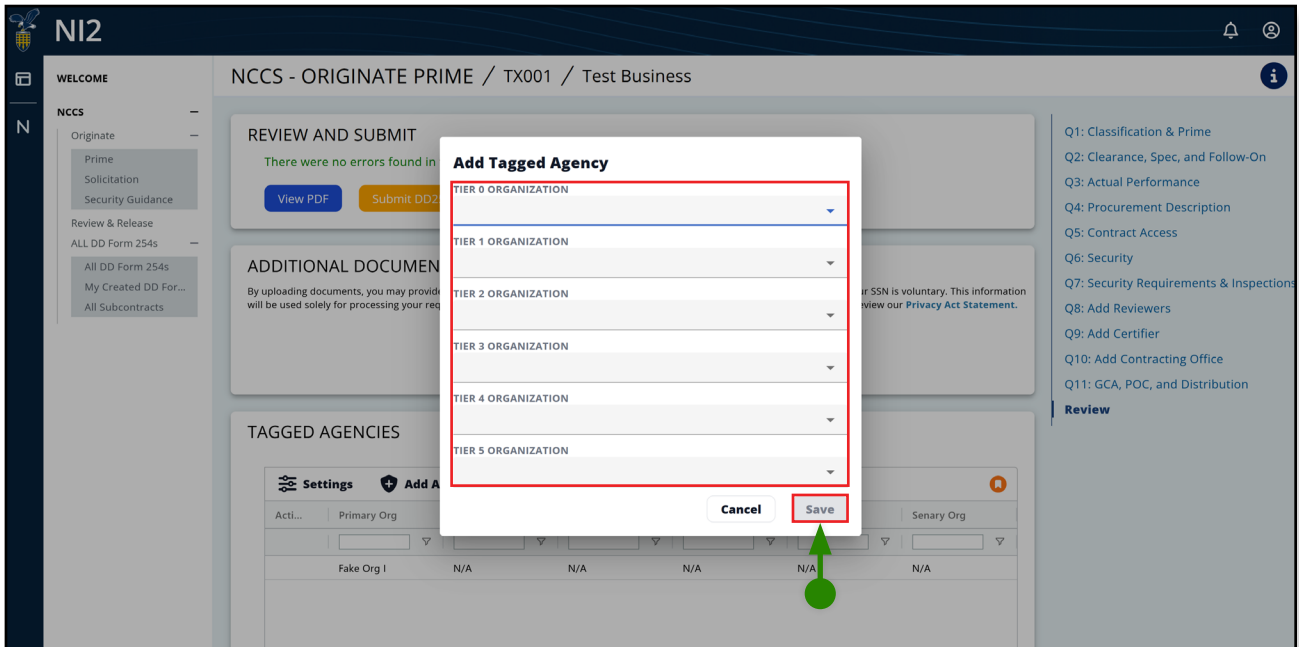 NI2
WELCOME
NCCS - ORIGINATE PRIME / TX001 / Test Business
i
N
NCCS
Originate
Prime
Solicitation
Security Guidance
Review & Release
ALL DD Form 254s
All DD Form 254s
My Created DD For...
All Subcontracts
REVIEW AND SUBMIT
There were no errors found in
View PDF
Submit DD2
ADDITIONAL DOCUMEN
By uploading documents, you may provide
will be used solely for processing your req
r SSN is voluntary. This information
eview our Privacy Act Statement.
TAGGED AGENCIES
Settings
Add A
Acti...
Primary Org
Senary Org
Fake Org I
N/A
N/A
N/A
N/A
N/A
Add Tagged Agency
TIER 0 ORGANIZATION
TIER 1 ORGANIZATION
TIER 2 ORGANIZATION
TIER 3 ORGANIZATION
TIER 4 ORGANIZATION
TIER 5 ORGANIZATION
Cancel
Save
Q1: Classification & Prime
Q2: Clearance, Spec, and Follow-On
Q3: Actual Performance
Q4: Procurement Description
Q5: Contract Access
Q6: Security
Q7: Security Requirements & Inspections
Q8: Add Reviewers
Q9: Add Certifier
Q10: Add Contracting Office
Q11: GCA, POC, and Distribution
Review